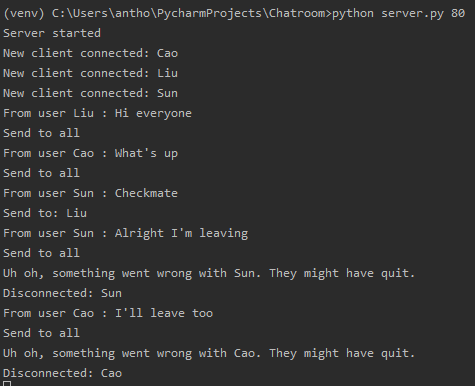 (venv) C:\Users\antho\PycharmProjects\Chatroom>python server.py 80
Server started
New client connected: Cao
New client connected: Liu
New client connected: Sun
From user Liu : Hi everyone
Send to all
From user Cao : What's up
Send to all
From user Sun : Checkmate
Send to: Liu
From user Sun : Alright I'm leaving
Send to all
Uh oh, something went wrong with Sun. They might have quit.
Disconnected: Sun
From user Cao : I'll leave too
Send to all
Uh oh, something went wrong with Cao. They might have quit.
Disconnected: Cao